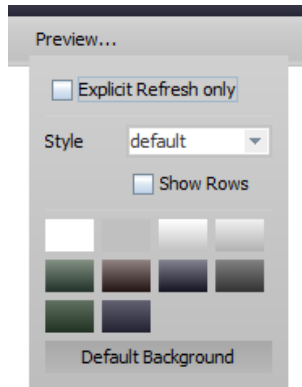 Preview...
Explicit Refresh only
Style default
Show Rows
Default Background